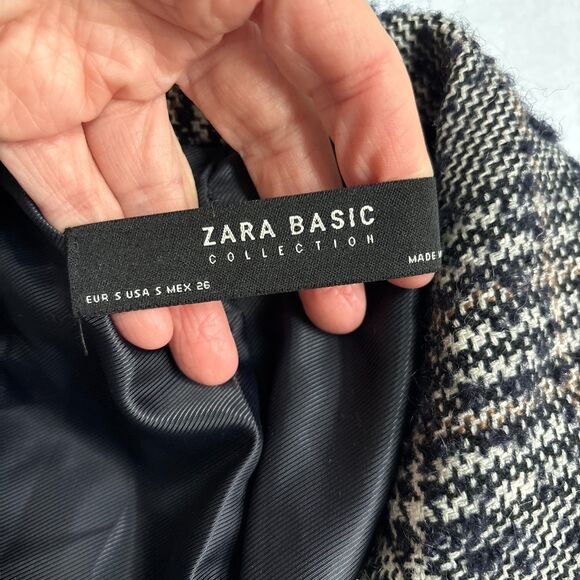 ZARA BASIC
COLLECTION
MADE
EUR S USA S MEX 26